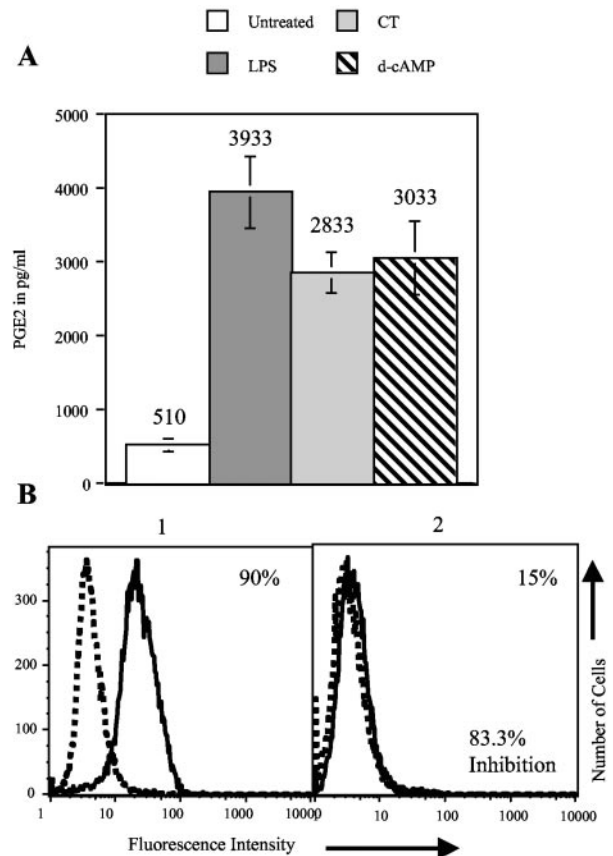 Untreated CT
LPS d-cAMP
A
5000
4000
3000
2000
1000
0
PGE2 in pg/ml
510
3933
2833
3033
B
1 2
300
200
100
0
90%
15%
83.3%
Inhibition
1 10 100 1000 10000 0 10 100 1000 10000
Fluorescence Intensity
Number of Cells